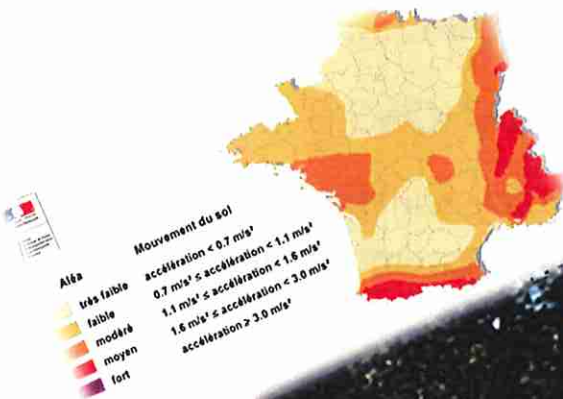 Aléa Mouvement du sol
très faible accélération < 0.7 m/s²
faible 0.7 m/s² ≤ accélération < 1.1 m/s²
modéré 1.1 m/s² ≤ accélération < 1.6 m/s²
moyen 1.6 m/s² ≤ accélération < 3.0 m/s²
fort accélération ≥ 3.0 m/s²